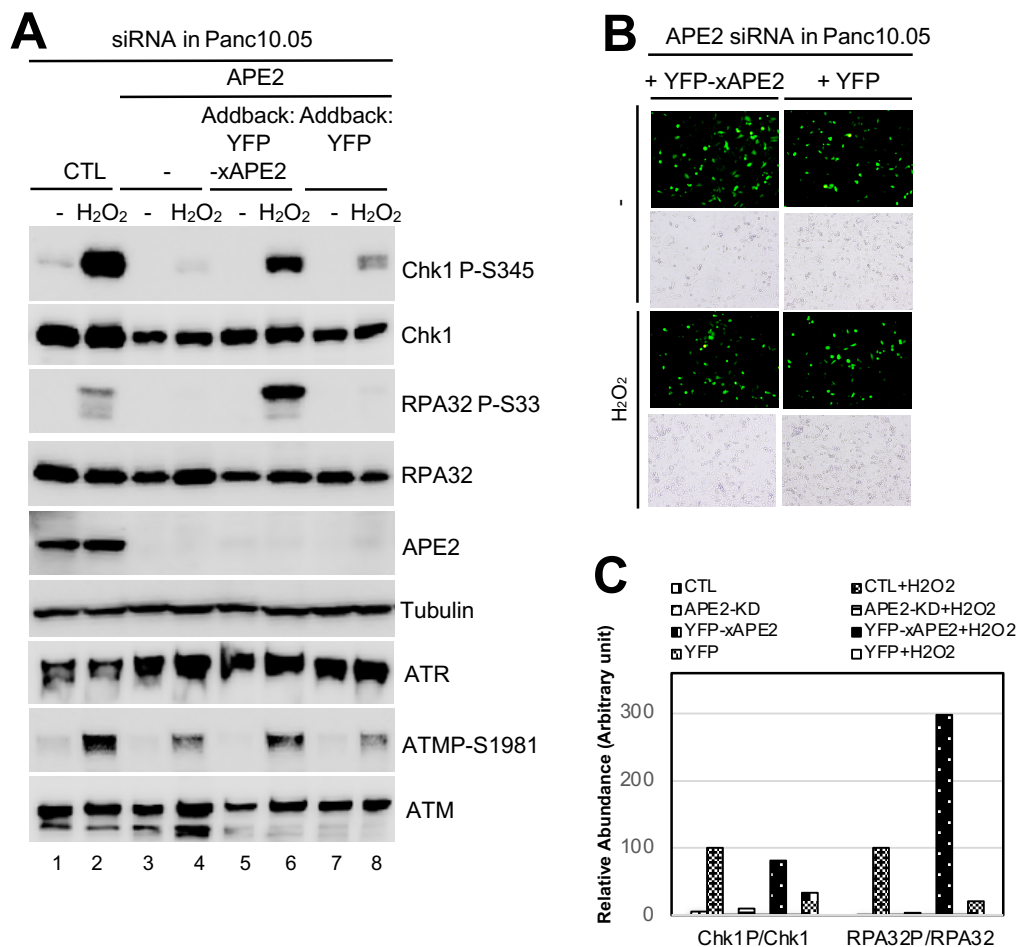 A
siRNA in Panc10.05
APE2
Addback: Addback:
YFP YFP
CTL - -xAPE2
- H2O2 - H2O2 - H2O2 - H2O2
Chk1 P-S345
Chk1
RPA32 P-S33
RPA32
APE2
Tubulin
ATR
ATMP-S1981
ATM
1 2 3 4 5 6 7 8
B
APE2 siRNA in Panc10.05
+ YFP-xAPE2 + YFP
-
H2O2
C
CTL CTL+H2O2
APE2-KD APE2-KD+H2O2
YFP-xAPE2 YFP-xAPE2+H2O2
YFP YFP+H2O2
Relative Abundance (Arbitrary unit)
300
200
100
0
Chk1P/Chk1 RPA32P/RPA32